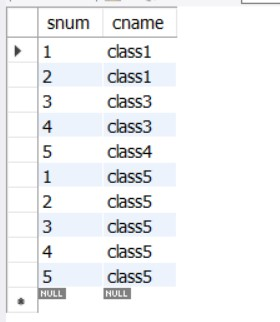 snum cname
1 class1
2 class1
3 class3
4 class3
5 class4
1 class5
2 class5
3 class5
4 class5
5 class5
NULL NULL